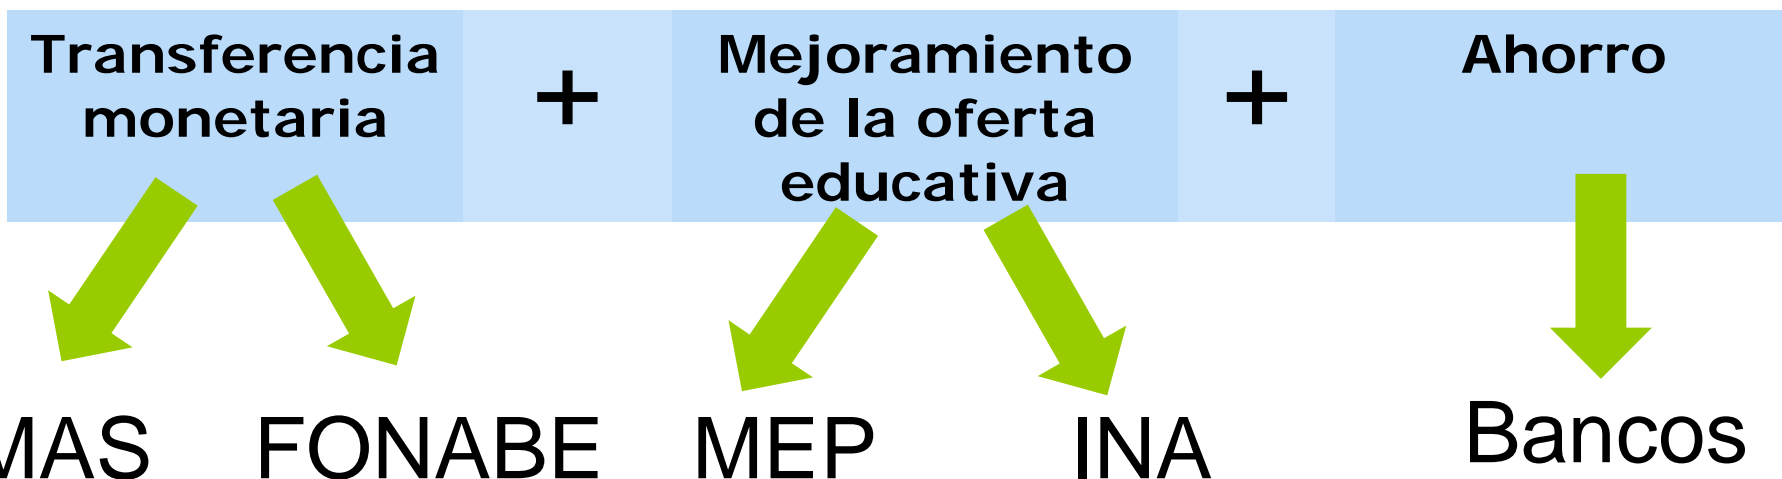 Transferencia
monetaria
+
Mejoramiento
de la oferta
educativa
+
Ahorro
MAS FONABE MEP INA Bancos